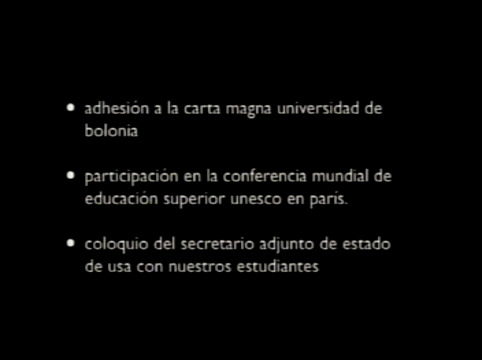 • adhesión a la carta magna universidad de
bolonia
• participación en la conferencia mundial de
educación superior unesco en parís.
• coloquio del secretario adjunto de estado
de usa con nuestros estudiantes